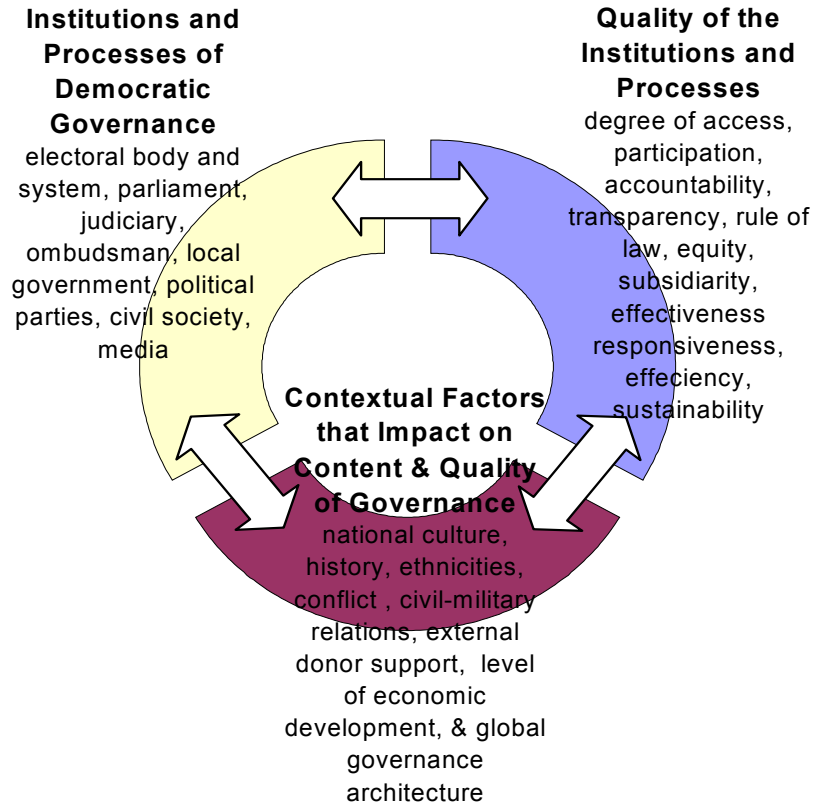 Institutions and
Processes of
Democratic
Governance
electoral body and
system, parliament,
judiciary,
ombudsman, local
government, political
parties, civil society,
media
Quality of the
Institutions and
Processes
degree of access,
participation,
accountability,
transparency, rule of
law, equity,
subsidiarity,
effectiveness
responsiveness,
effeciency,
sustainability
Contextual Factors
that Impact on
Content & Quality
of Governance
national culture,
history, ethnicities,
conflict , civil-military
relations, external
donor support, level
of economic
development, & global
governance
architecture